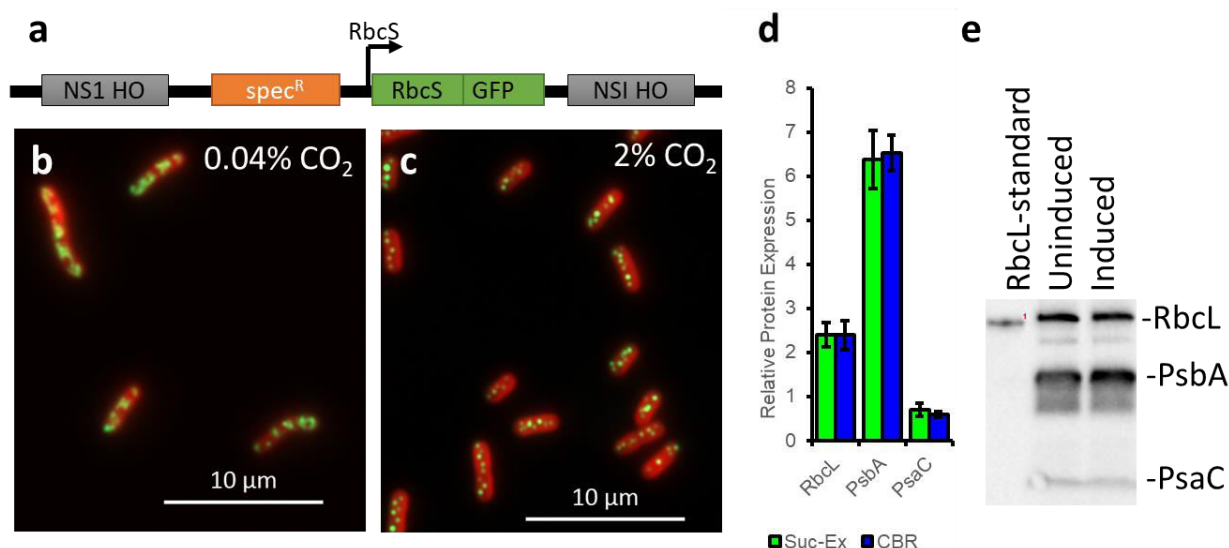 a
RbcS
NS1 HO
spec^R
RbcS
GFP
NSI HO
b
0.04% CO₂
10 µm
c
2% CO₂
10 µm
d
Relative Protein Expression
8
7
6
5
4
3
2
1
0
RbcL
PsbA
PsaC
Suc-Ex
CBR
e
RbcL-standard
Uninduced
Induced
1
-RbcL
-PsbA
-PsaC